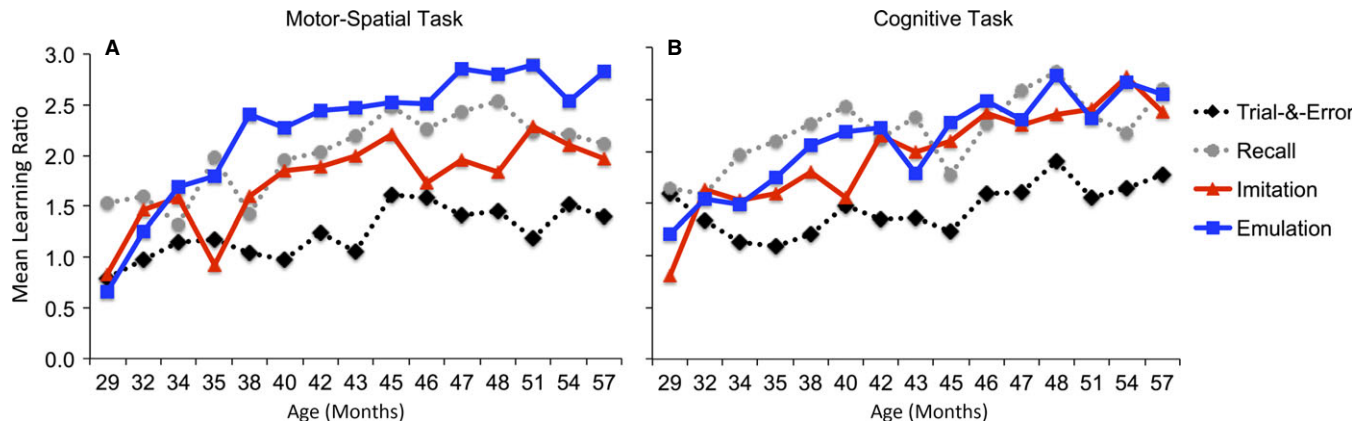 Motor-Spatial Task
Cognitive Task
A
B
Mean Learning Ratio
3.0
2.5
2.0
1.5
1.0
0.5
0.0
29 32 34 35 38 40 42 43 45 46 47 48 51 54 57
Age (Months)
29 32 34 35 38 40 42 43 45 46 47 48 51 54 57
Age (Months)
Trial-&-Error
Recall
Imitation
Emulation